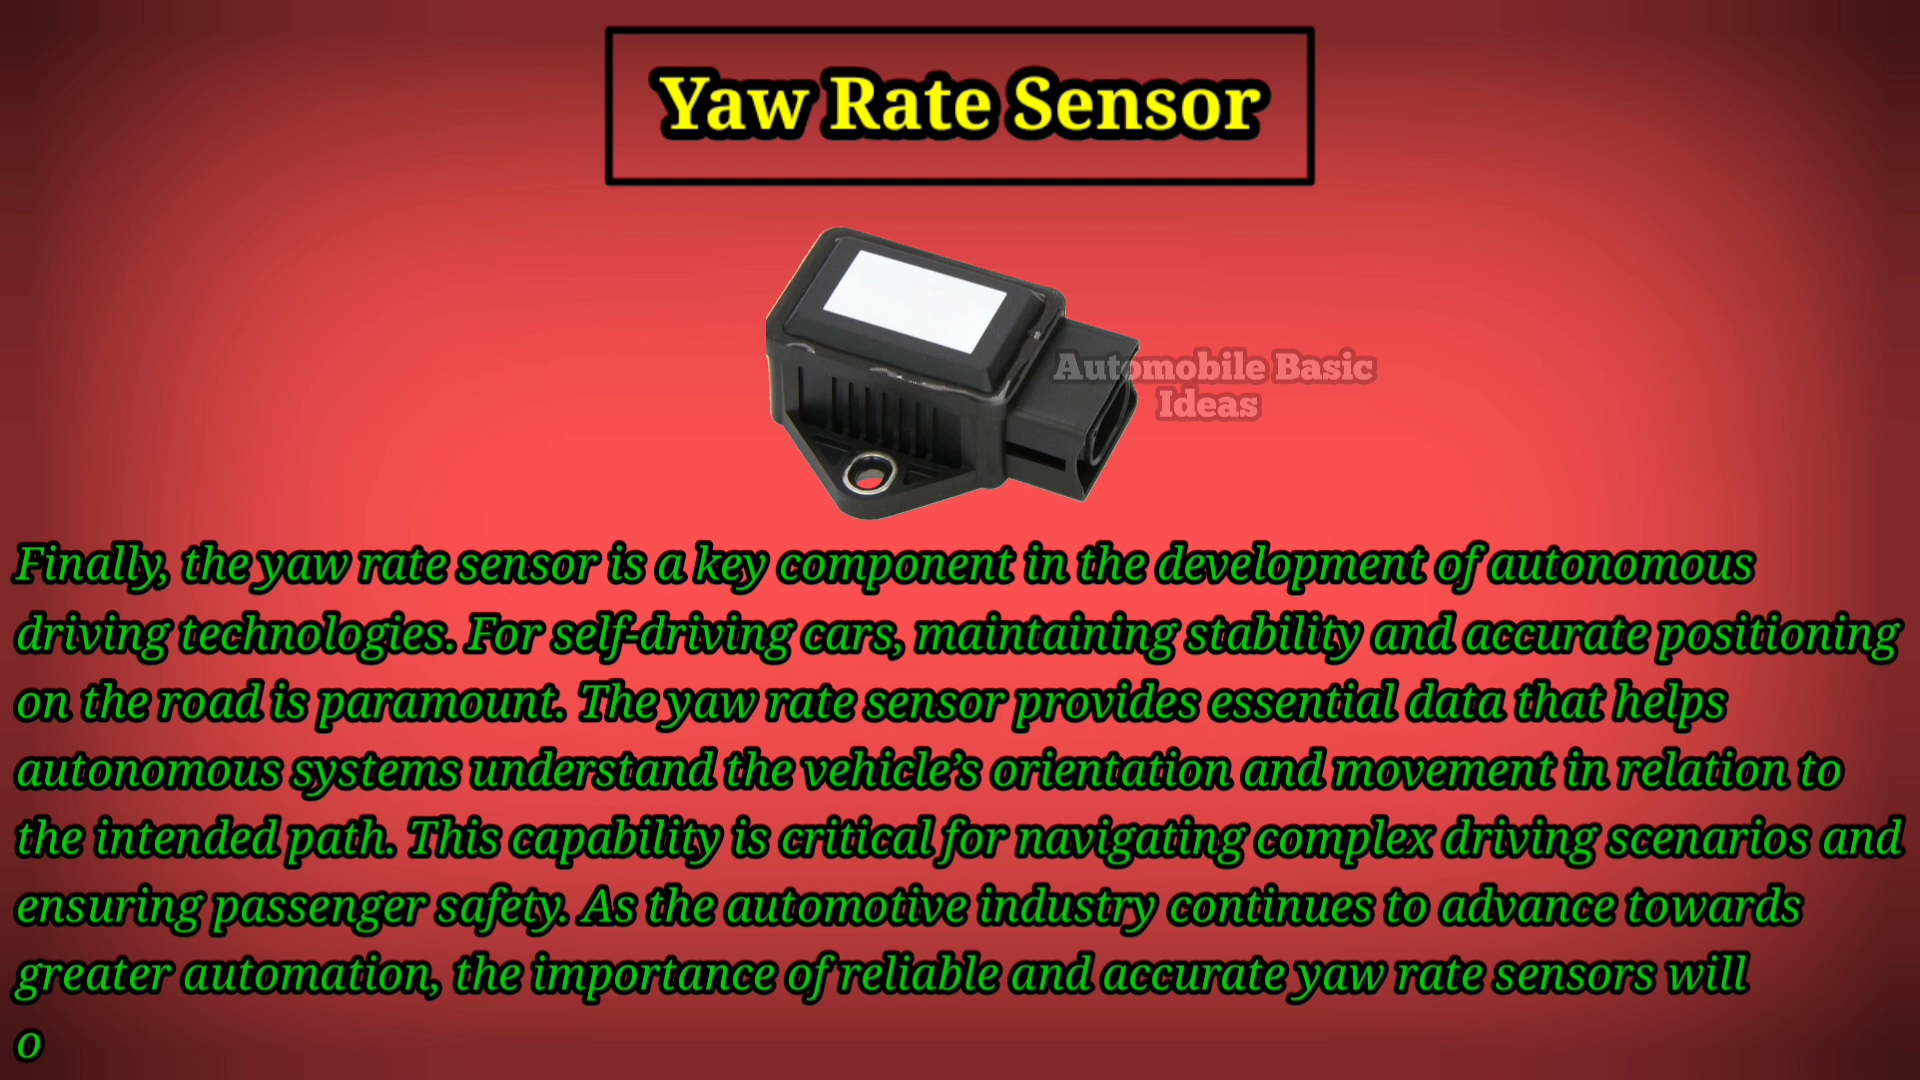 Yaw Rate Sensor
Automobile Basic
Ideas
Finally, the yaw rate sensor is a key component in the development of autonomous
driving technologies. For self-driving cars, maintaining stability and accurate positioning
on the road is paramount. The yaw rate sensor provides essential data that helps
autonomous systems understand the vehicle’s orientation and movement in relation to
the intended path. This capability is critical for navigating complex driving scenarios and
ensuring passenger safety. As the automotive industry continues to advance towards
greater automation, the importance of reliable and accurate yaw rate sensors will
o